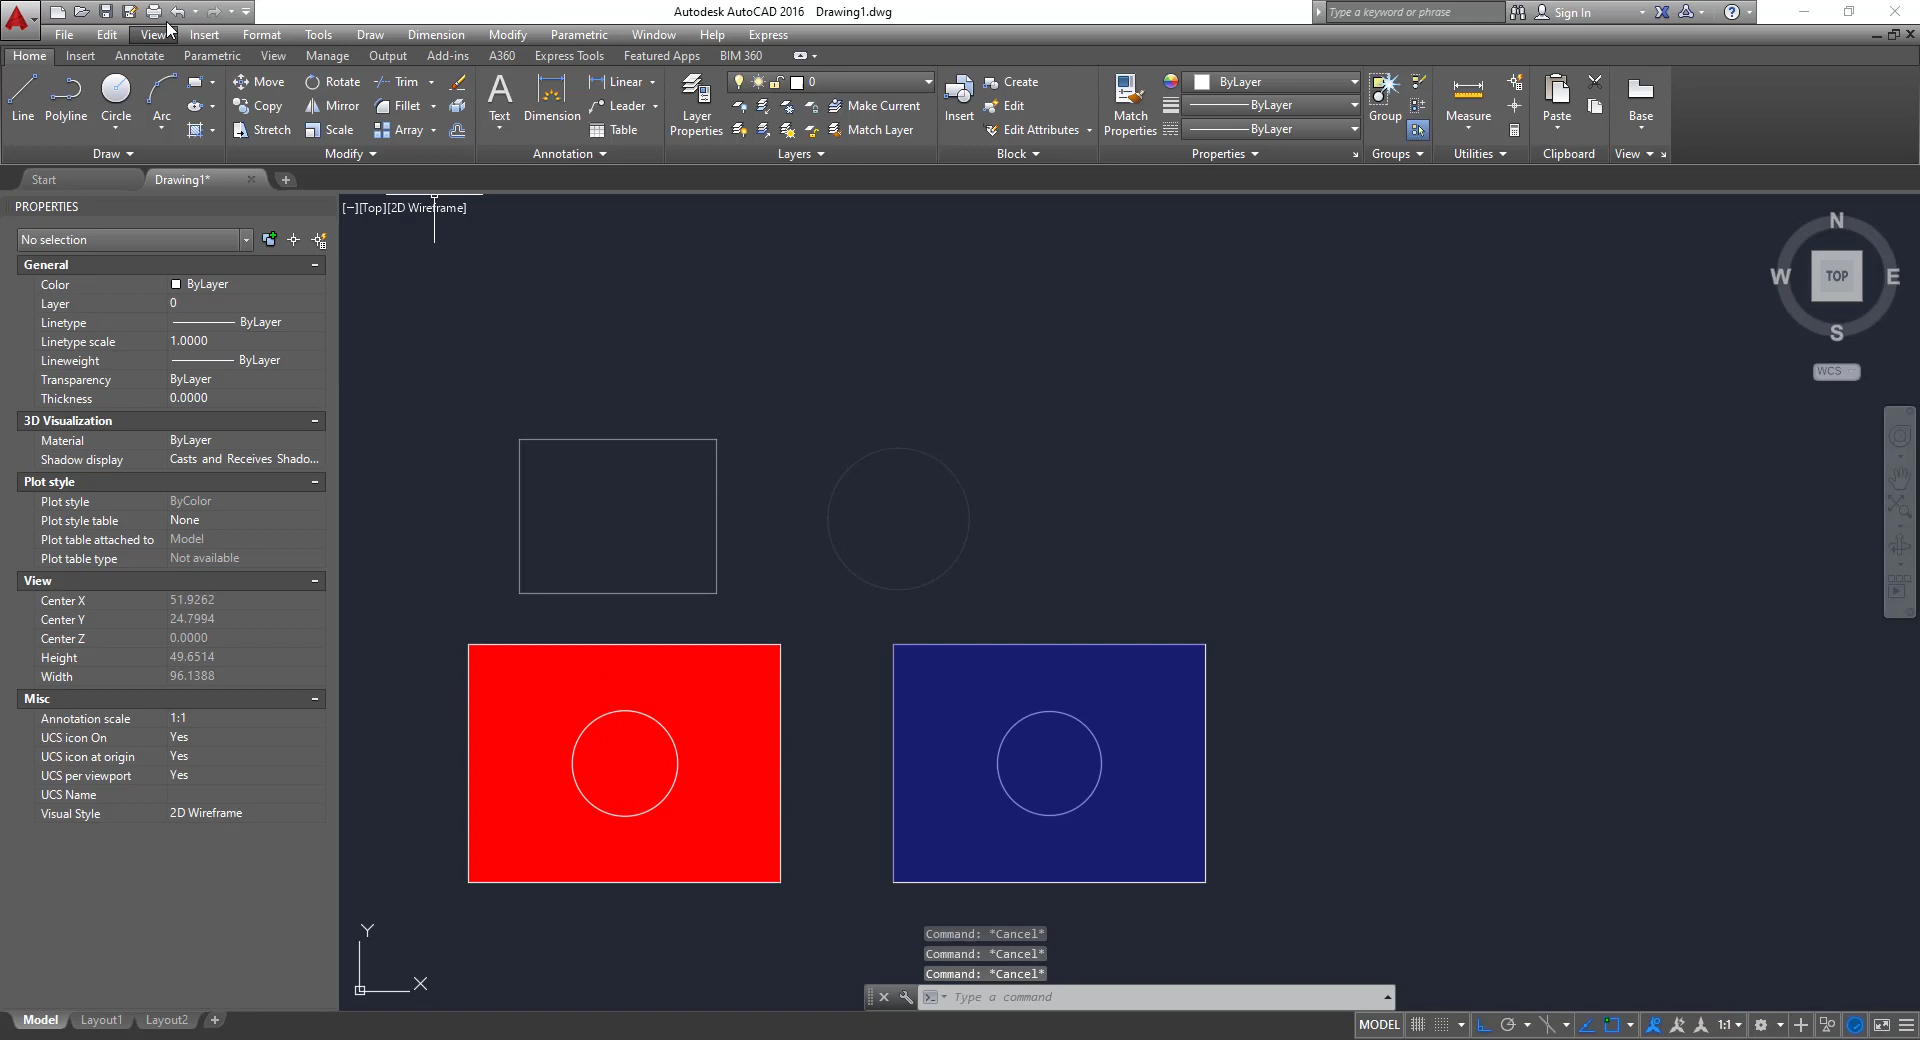 Autodesk AutoCAD 2016 Drawing1.dwg
Type a keyword or phrase
Sign In
File Edit View Insert Format Tools Draw Dimension Modify Parametric Window Help Express
Home Insert Annotate Parametric View Manage Output Add-ins A360 Express Tools Featured Apps BIM 360
Line Polyline Circle Arc
Move Rotate Trim
Copy Mirror Fillet
Stretch Scale Array
Text Dimension
Linear
Leader
Table
Layer Properties
0
Make Current
Match Layer
Insert
Create
Edit
Edit Attributes
Match Properties
ByLayer
ByLayer
ByLayer
Group
Measure
Paste
Base
Draw Modify Annotation Layers Block Properties Groups Utilities Clipboard View
Start Drawing1*
PROPERTIES
No selection
General
Color ByLayer
Layer 0
Linetype ByLayer
Linetype scale 1.0000
Lineweight ByLayer
Transparency ByLayer
Thickness 0.0000
3D Visualization
Material ByLayer
Shadow display Casts and Receives Shado...
Plot style
Plot style ByColor
Plot style table None
Plot table attached to Model
Plot table type Not available
View
Center X 51.9262
Center Y 24.7994
Center Z 0.0000
Height 49.6514
Width 96.1388
Misc
Annotation scale 1:1
UCS icon On Yes
UCS icon at origin Yes
UCS per viewport Yes
UCS Name
Visual Style 2D Wireframe
[−][Top][2D Wireframe]
N
W TOP E
S
WCS
Y
X
Command: *Cancel*
Command: *Cancel*
Command: *Cancel*
Type a command
Model Layout1 Layout2
MODEL
1:1